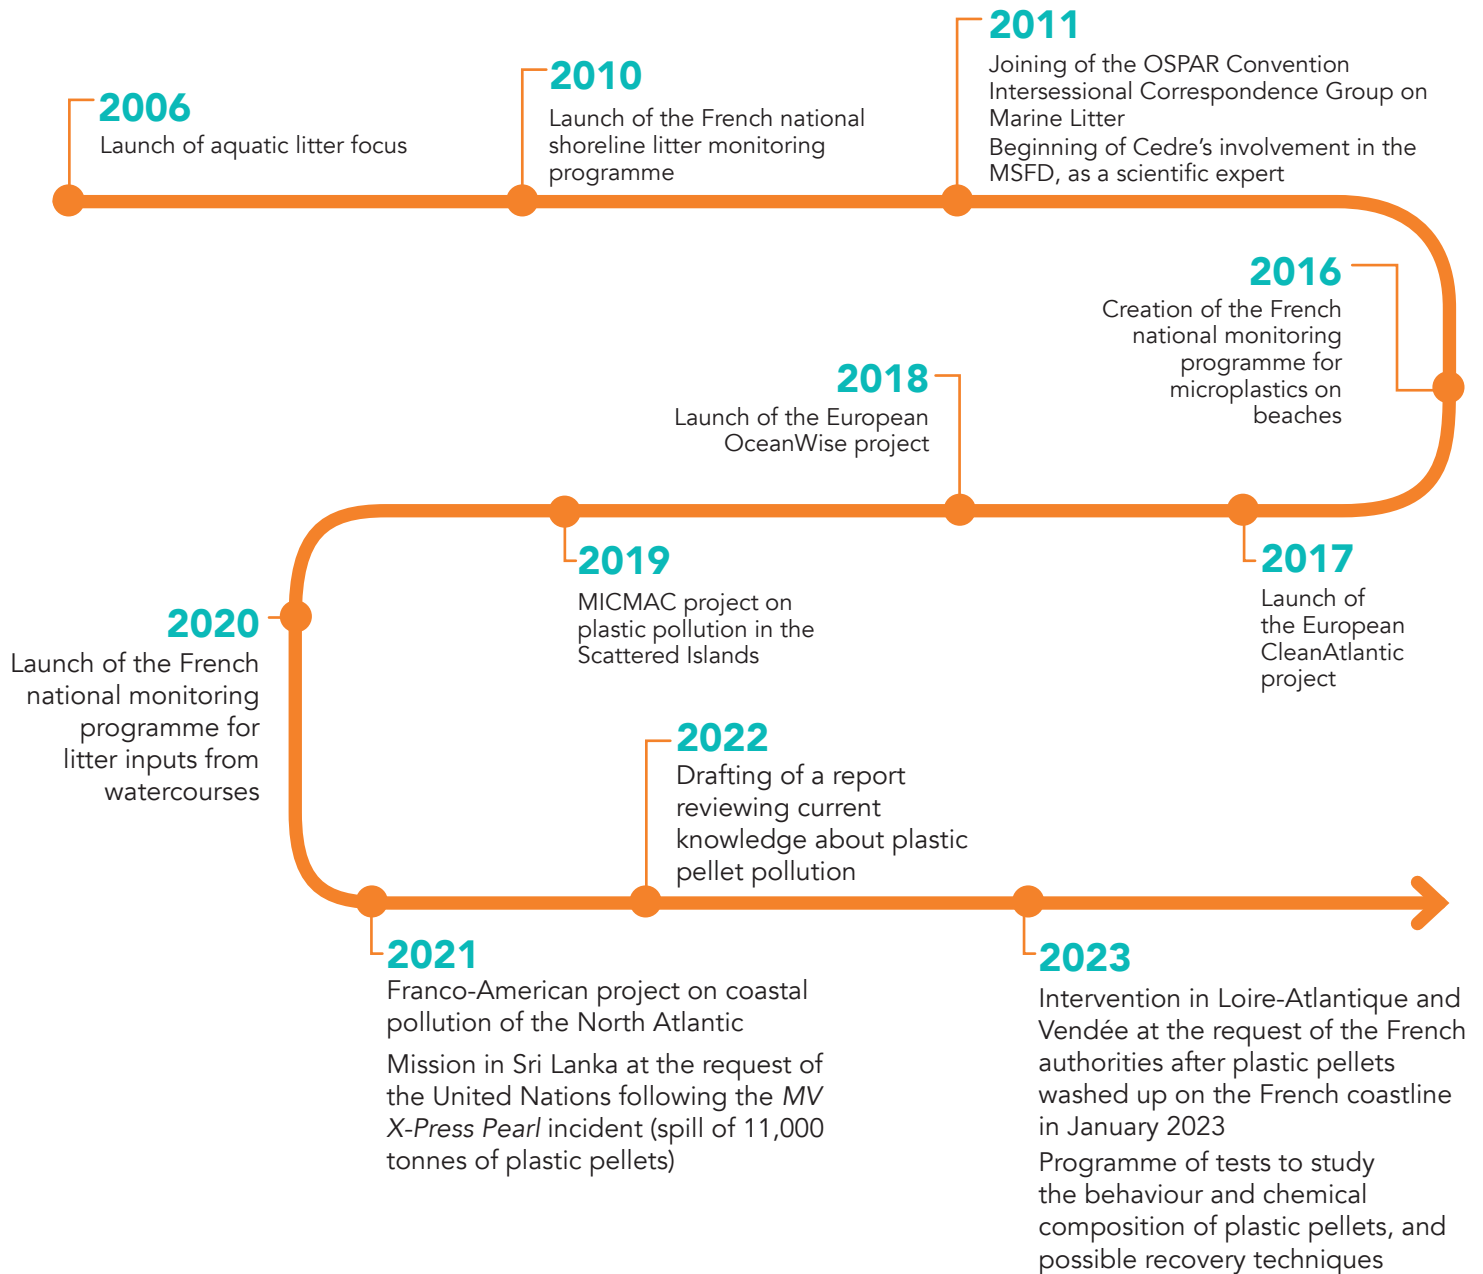 2006
Launch of aquatic litter focus
2010
Launch of the French national
shoreline litter monitoring
programme
2011
Joining of the OSPAR Convention
Intersessional Correspondence Group on
Marine Litter
Beginning of Cedre's involvement in the
MSFD, as a scientific expert
2016
Creation of the French
national monitoring
programme for
microplastics on
beaches
2017
Launch of
the European
CleanAtlantic
project
2018
Launch of the European
OceanWise project
2019
MICMAC project on
plastic pollution in the
Scattered Islands
2020
Launch of the French
national monitoring
programme for
litter inputs from
watercourses
2021
Franco-American project on coastal
pollution of the North Atlantic
Mission in Sri Lanka at the request of
the United Nations following the MV
X-Press Pearl incident (spill of 11,000
tonnes of plastic pellets)
2022
Drafting of a report
reviewing current
knowledge about plastic
pellet pollution
2023
Intervention in Loire-Atlantique and
Vendée at the request of the French
authorities after plastic pellets
washed up on the French coastline
in January 2023
Programme of tests to study
the behaviour and chemical
composition of plastic pellets, and
possible recovery techniques